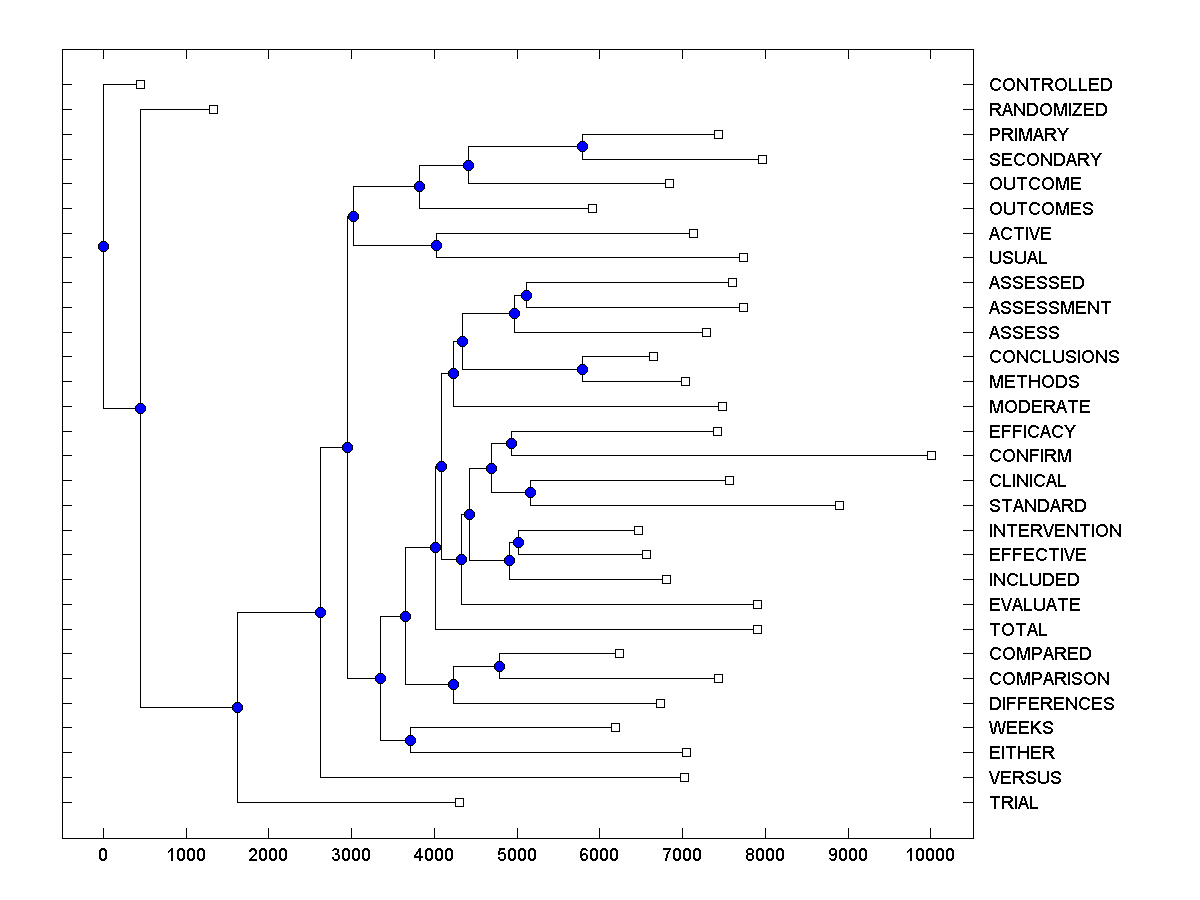 CONTROLLED
RANDOMIZED
PRIMARY
SECONDARY
OUTCOME
OUTCOMES
ACTIVE
USUAL
ASSESSED
ASSESSMENT
ASSESS
CONCLUSIONS
METHODS
MODERATE
EFFICACY
CONFIRM
CLINICAL
STANDARD
INTERVENTION
EFFECTIVE
INCLUDED
EVALUATE
TOTAL
COMPARED
COMPARISON
DIFFERENCES
WEEKS
EITHER
VERSUS
TRIAL
0 1000 2000 3000 4000 5000 6000 7000 8000 9000 10000